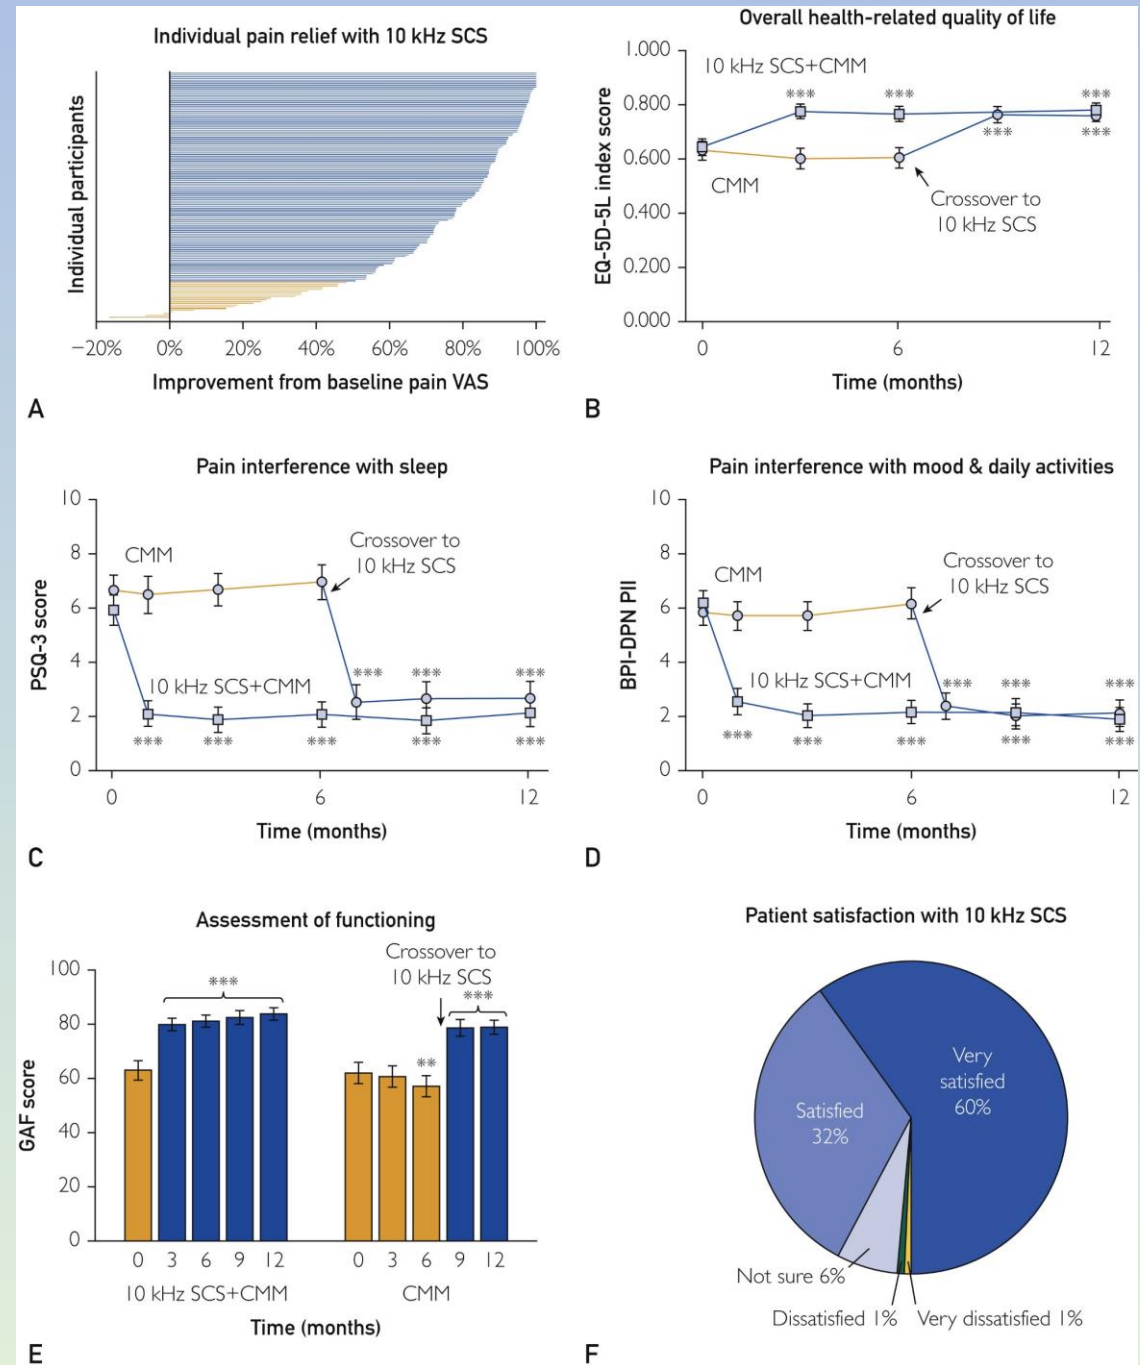 Individual pain relief with 10 kHz SCS
Individual participants
−20%
0%
20%
40%
60%
80%
100%
Improvement from baseline pain VAS
A
Overall health-related quality of life
EQ-5D-5L index score
1.000
0.800
0.600
0.400
0.200
0.000
10 kHz SCS+CMM
***
***
***
***
***
CMM
Crossover to
10 kHz SCS
0
6
12
Time (months)
B
Pain interference with sleep
PSQ-3 score
10
8
6
4
2
0
CMM
Crossover to
10 kHz SCS
10 kHz SCS+CMM
***
***
***
***
***
***
***
***
0
6
12
Time (months)
C
Pain interference with mood & daily activities
BPI-DPN PII
10
8
6
4
2
0
CMM
Crossover to
10 kHz SCS
10 kHz SCS+CMM
***
***
***
***
***
***
***
***
0
6
12
Time (months)
D
Assessment of functioning
GAF score
100
80
60
40
20
0
***
Crossover to
10 kHz SCS
***
**
0 3 6 9 12
10 kHz SCS+CMM
0 3 6 9 12
CMM
Time (months)
E
Patient satisfaction with 10 kHz SCS
Very
satisfied
60%
Satisfied
32%
Not sure 6%
Dissatisfied 1%
Very dissatisfied 1%
F